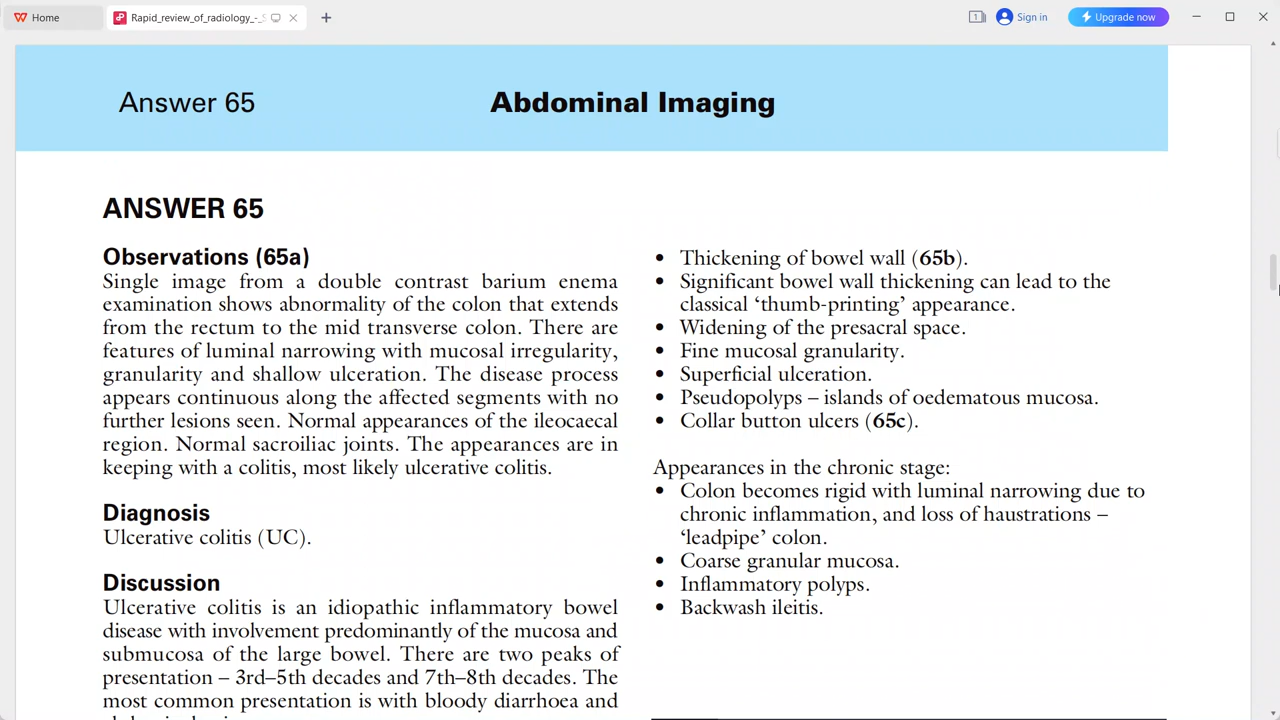 Home
Rapid_review_of_radiology_-_S
1
Sign in
Upgrade now
Answer 65
Abdominal Imaging
ANSWER 65
Observations (65a)
Single image from a double contrast barium enema
examination shows abnormality of the colon that extends
from the rectum to the mid transverse colon. There are
features of luminal narrowing with mucosal irregularity,
granularity and shallow ulceration. The disease process
appears continuous along the affected segments with no
further lesions seen. Normal appearances of the ileocaecal
region. Normal sacroiliac joints. The appearances are in
keeping with a colitis, most likely ulcerative colitis.
Diagnosis
Ulcerative colitis (UC).
Discussion
Ulcerative colitis is an idiopathic inflammatory bowel
disease with involvement predominantly of the mucosa and
submucosa of the large bowel. There are two peaks of
presentation – 3rd–5th decades and 7th–8th decades. The
most common presentation is with bloody diarrhoea and
• Thickening of bowel wall (65b).
• Significant bowel wall thickening can lead to the
classical ‘thumb-printing’ appearance.
• Widening of the presacral space.
• Fine mucosal granularity.
• Superficial ulceration.
• Pseudopolyps – islands of oedematous mucosa.
• Collar button ulcers (65c).
Appearances in the chronic stage:
• Colon becomes rigid with luminal narrowing due to
chronic inflammation, and loss of haustrations –
‘leadpipe’ colon.
• Coarse granular mucosa.
• Inflammatory polyps.
• Backwash ileitis.